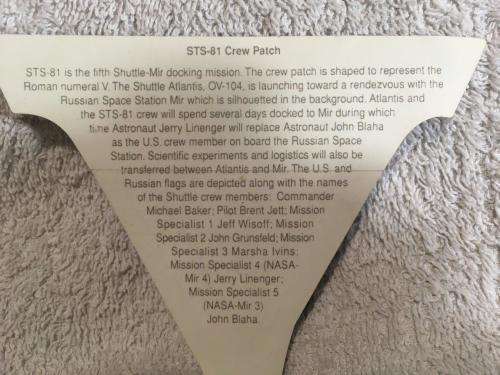 STS-81 Crew Patch
STS-81 is the fifth Shuttle-Mir docking mission. The crew patch is shaped to represent the
Roman numeral V. The Shuttle Atlantis, OV-104, is launching toward a rendezvous with the
Russian Space Station Mir which is silhouetted in the background. Atlantis and
the STS-81 crew will spend several days docked to Mir during which
time Astronaut Jerry Linenger will replace Astronaut John Blaha
as the U.S. crew member on board the Russian Space
Station. Scientific experiments and logistics will also be
transferred between Atlantis and Mir. The U.S. and
Russian flags are depicted along with the names
of the Shuttle crew members: Commander
Michael Baker; Pilot Brent Jett; Mission
Specialist 1 Jeff Wisoff; Mission
Specialist 2 John Grunsfeld; Mission
Specialist 3 Marsha Ivins;
Mission Specialist 4 (NASA-
Mir 4) Jerry Linenger;
Mission Specialist 5
(NASA-Mir 3)
John Blaha.